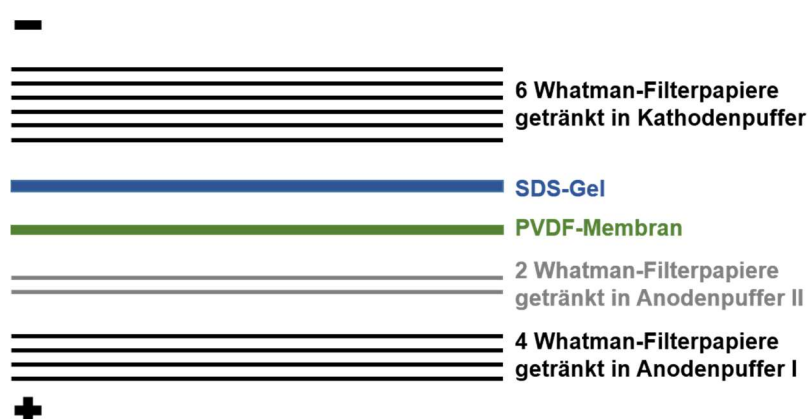 -
6 Whatman-Filterpapiere
getränkt in Kathodenpuffer
SDS-Gel
PVDF-Membran
2 Whatman-Filterpapiere
getränkt in Anodenpuffer II
4 Whatman-Filterpapiere
getränkt in Anodenpuffer I
+